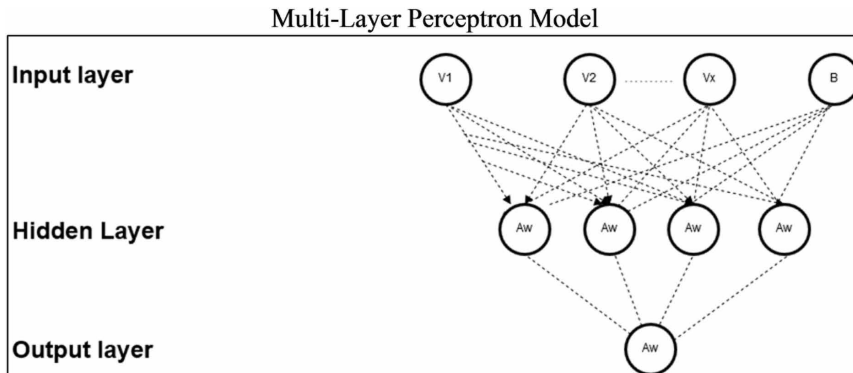 Multi-Layer Perceptron Model
Input layer
V1 V2 Vx B
Hidden Layer
Aw Aw Aw Aw
Output layer
Aw